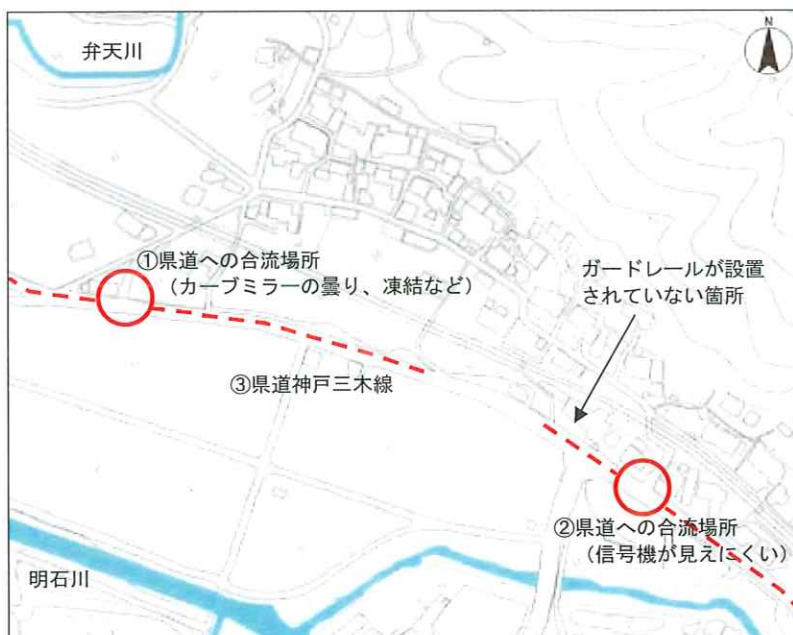 弁天川
N
①県道への合流場所
（カーブミラーの曇り、凍結など）
ガードレールが設置
されていない箇所
③県道神戸三木線
②県道への合流場所
（信号機が見えにくい）
明石川